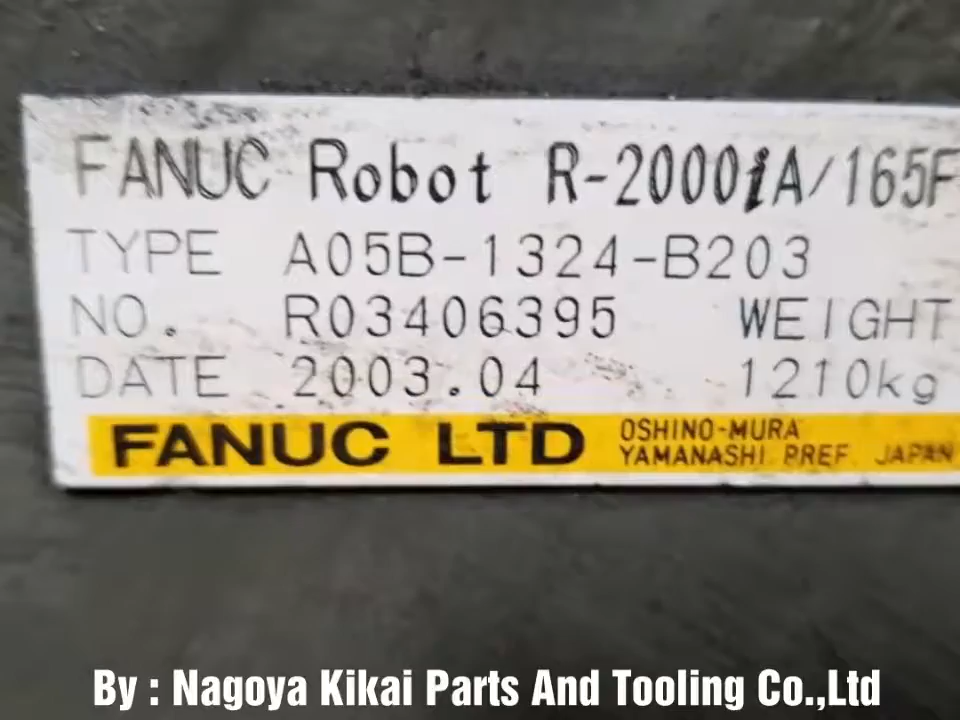 FANUC Robot R-2000iA/165F
TYPE A05B-1324-B203
NO. R03406395 WEIGHT
DATE 2003.04 1210kg
FANUC LTD OSHINO-MURA
YAMANASHI PREF. JAPAN
By : Nagoya Kikai Parts And Tooling Co.,Ltd